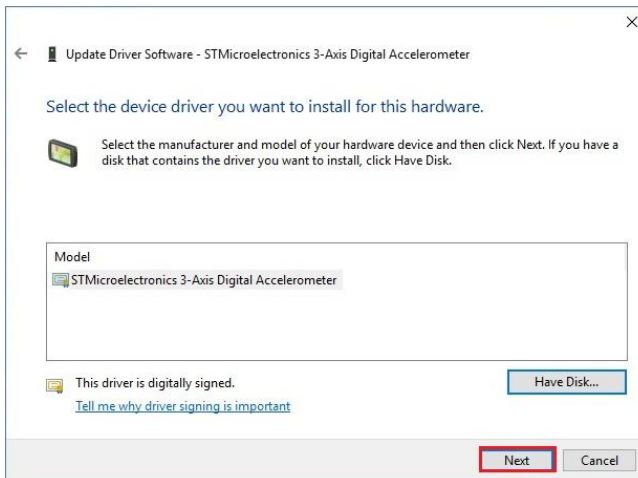 Update Driver Software - STMicroelectronics 3-Axis Digital Accelerometer
Select the device driver you want to install for this hardware.
Select the manufacturer and model of your hardware device and then click Next. If you have a
disk that contains the driver you want to install, click Have Disk.
Model
STMicroelectronics 3-Axis Digital Accelerometer
This driver is digitally signed.
Have Disk...
Tell me why driver signing is important
Next
Cancel